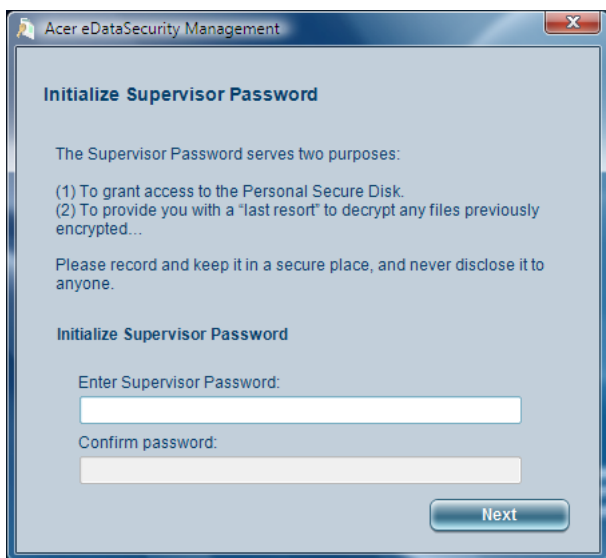 Acer eDataSecurity Management
Initialize Supervisor Password
The Supervisor Password serves two purposes:
(1) To grant access to the Personal Secure Disk.
(2) To provide you with a “last resort” to decrypt any files previously
encrypted…
Please record and keep it in a secure place, and never disclose it to
anyone.
Initialize Supervisor Password
Enter Supervisor Password:
Confirm password:
Next